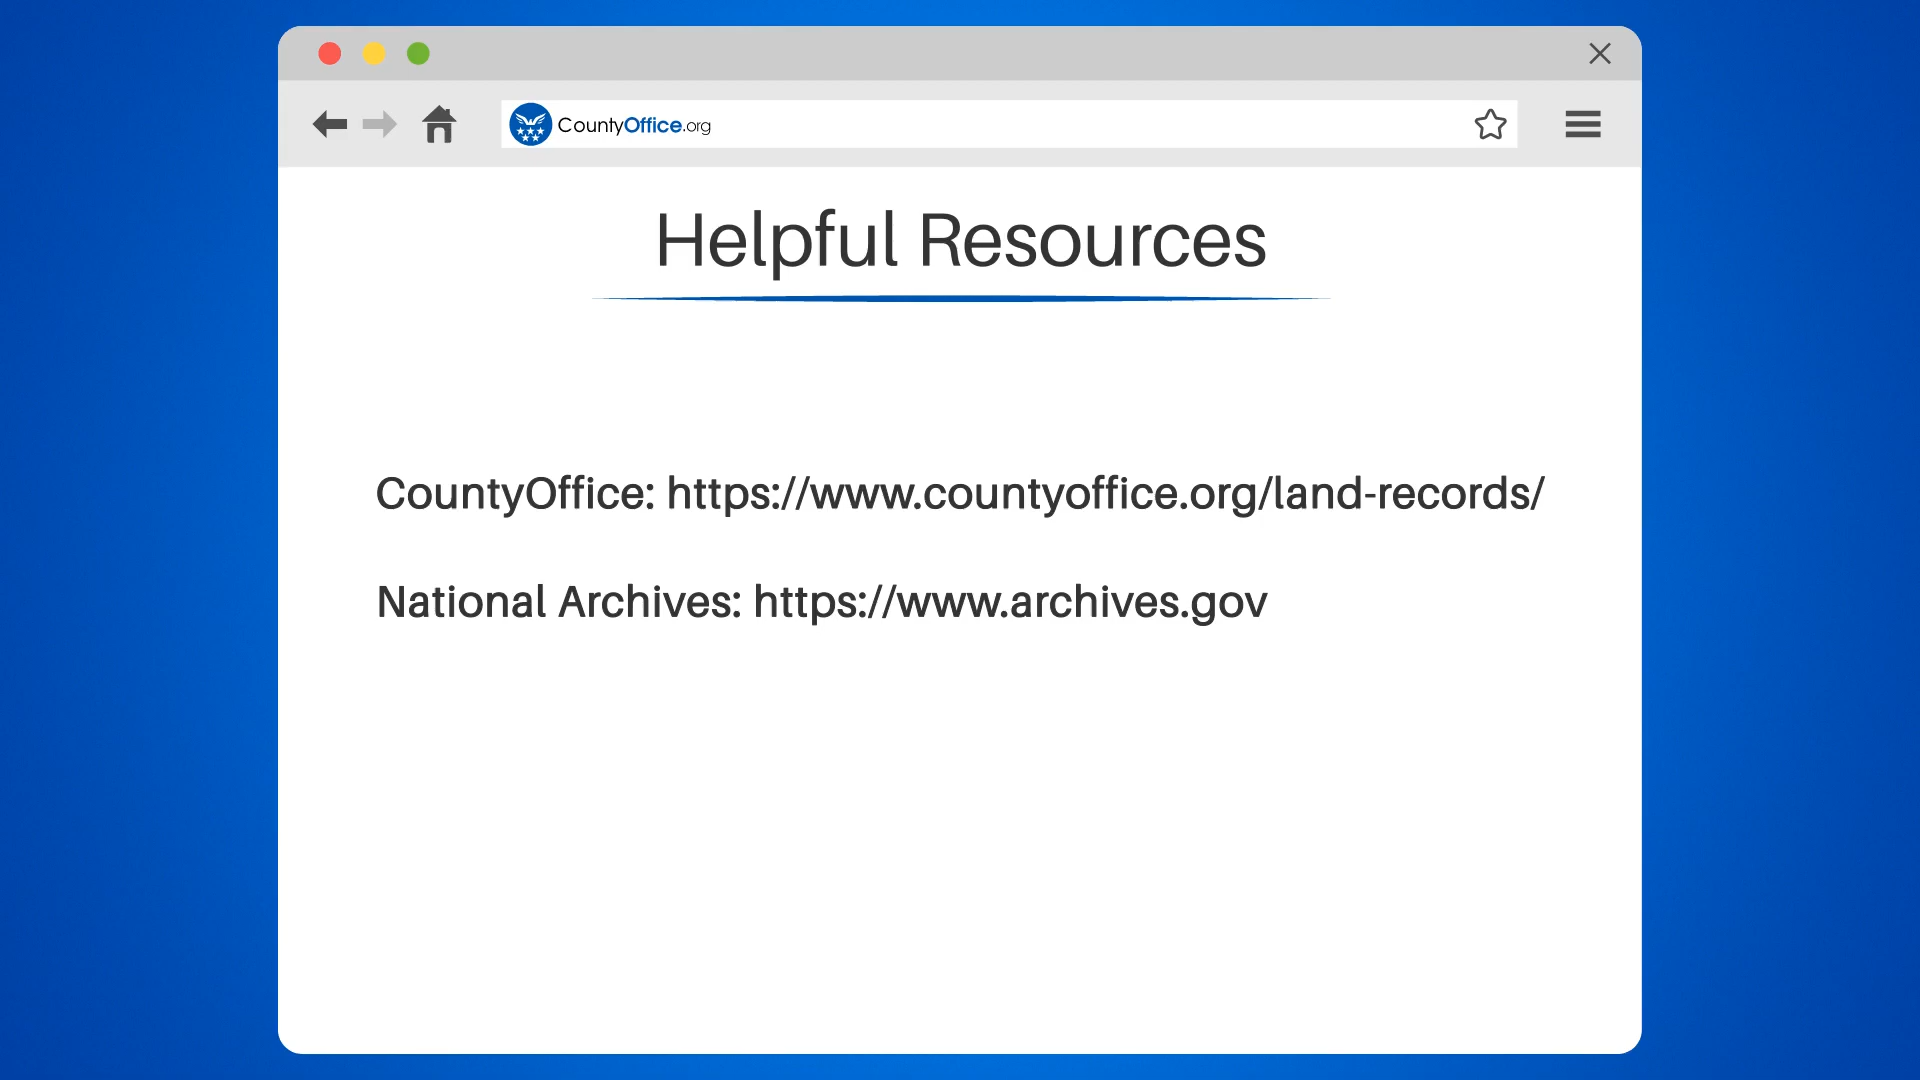 CountyOffice.org
Helpful Resources
CountyOffice: https://www.countyoffice.org/land-records/
National Archives: https://www.archives.gov